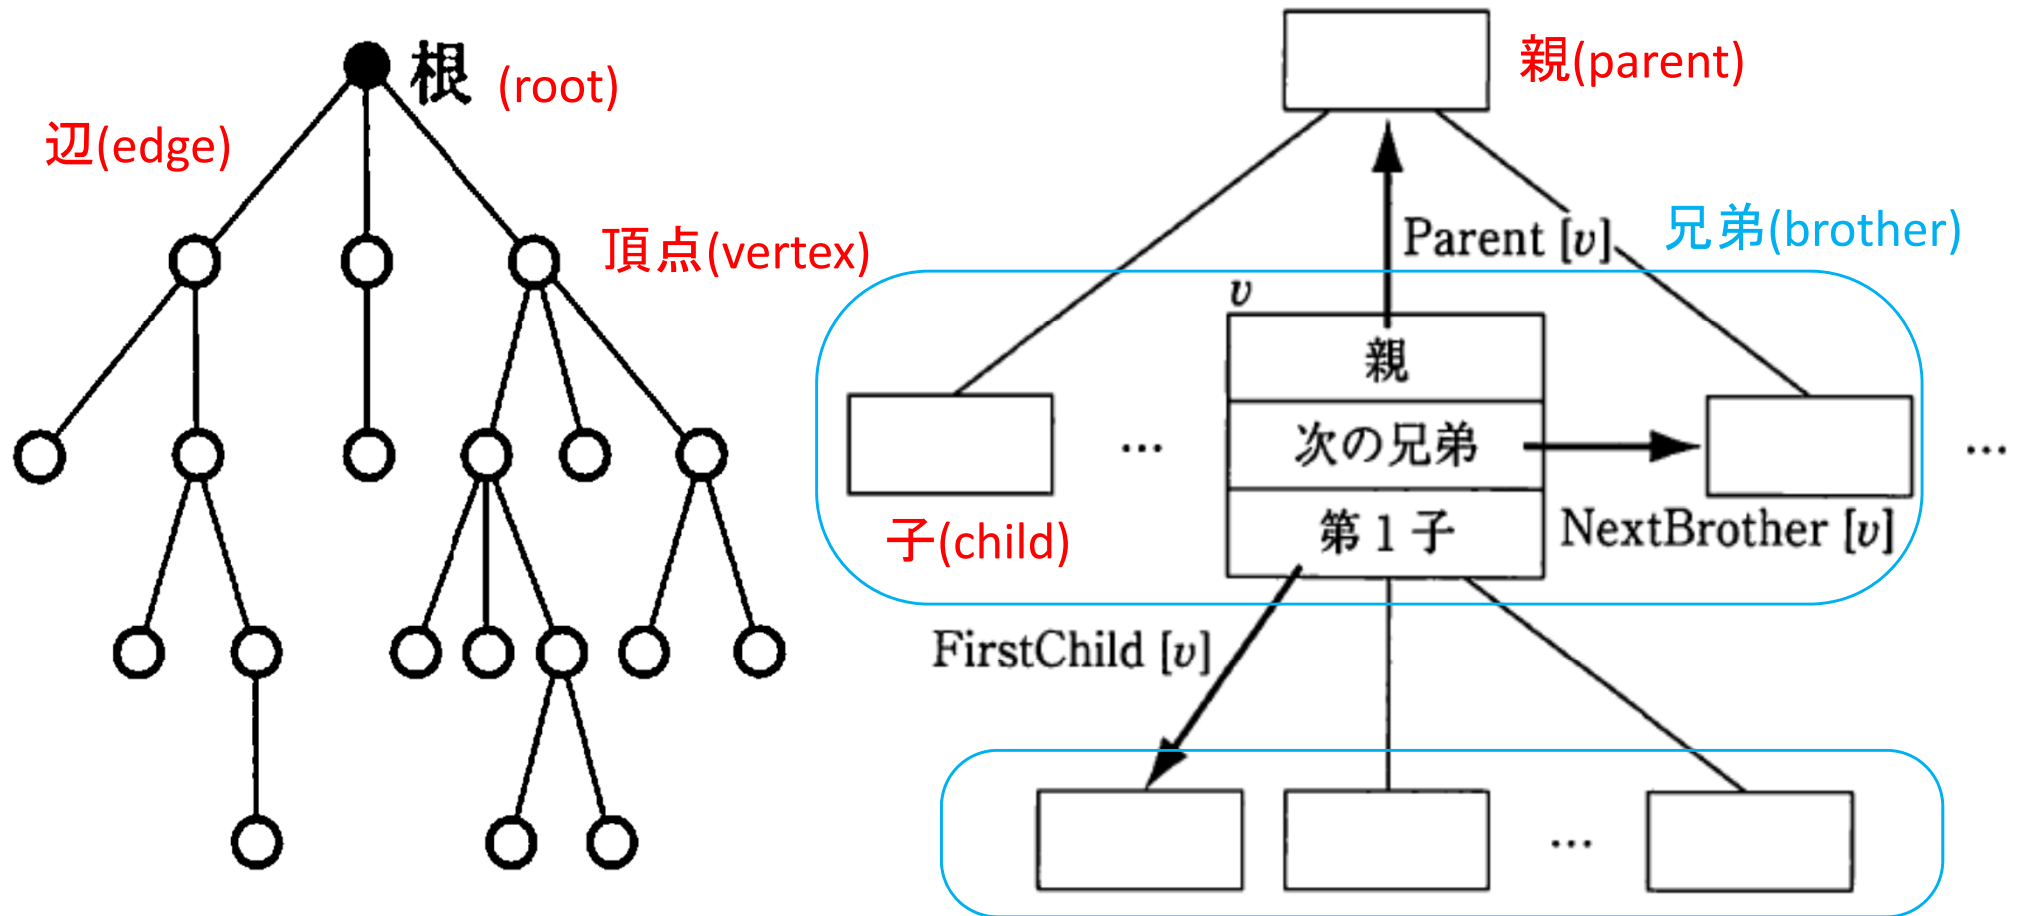 根 (root)
辺(edge)
頂点(vertex)
親(parent)
Parent [v]
兄弟(brother)
v
親
次の兄弟
第1子
...
...
子(child)
NextBrother [v]
FirstChild [v]
...